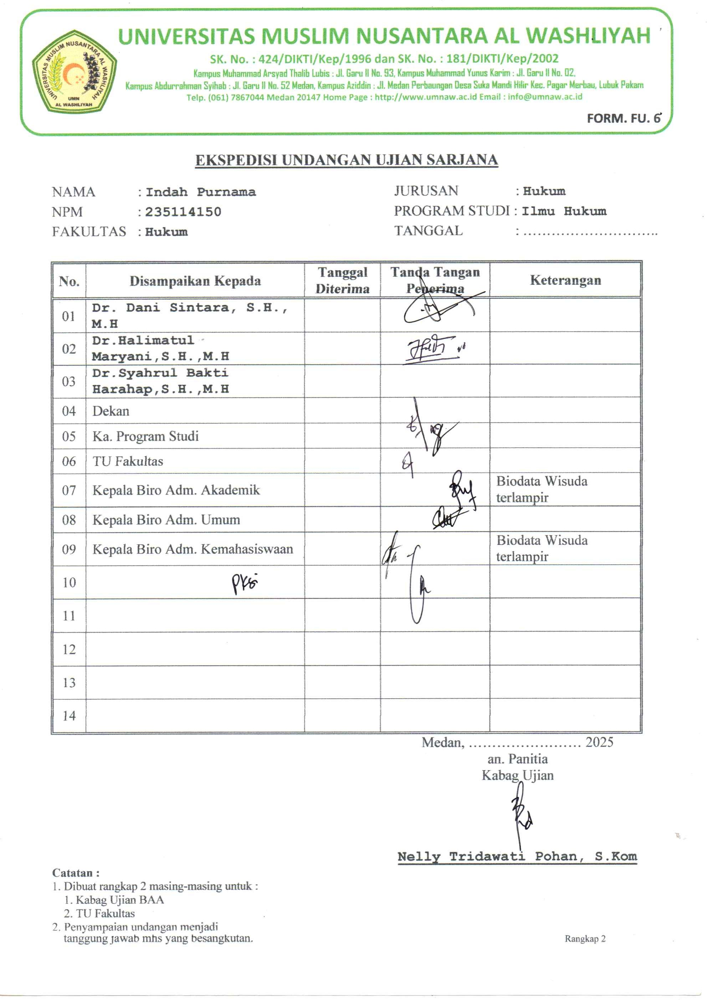 UNIVERSITAS MUSLIM NUSANTARA AL WASHLIYAH
SK. No. : 424/DIKTI/Kep/1996 dan SK. No. : 181/DIKTI/Kep/2002
Kampus Muhammad Arsyad Thalib Lubis : Jl. Garu II No. 93, Kampus Muhammad Yunus Karim : Jl. Garu II No. 02,
Kampus Abdurrahman Syihab : Jl. Garu II No. 52 Medan, Kampus Aziddin : Jl. Medan Perbaungan Desa Suka Mandi Hilir Kec. Pagar Merbau, Lubuk Pakam
Telp. (061) 7867044 Medan 20147 Home Page : http://www.umnaw.ac.id Email : info@umnaw.ac.id
UNIVERSITAS MUSLIM NUSANTARA AL WASHLIYAH
UMN
AL WASHLIYAH
FORM. FU. 6
EKSPEDISI UNDANGAN UJIAN SARJANA
NAMA : Indah Purnama JURUSAN : Hukum
NPM : 235114150 PROGRAM STUDI : Ilmu Hukum
FAKULTAS : Hukum TANGGAL : ............................
No. Disampaikan Kepada Tanggal Diterima Tanda Tangan Penerima Keterangan
01 Dr. Dani Sintara, S.H.,
M.H
02 Dr.Halimatul
Maryani,S.H.,M.H
03 Dr.Syahrul Bakti
Harahap,S.H.,M.H
04 Dekan
05 Ka. Program Studi
06 TU Fakultas
07 Kepala Biro Adm. Akademik Biodata Wisuda
terlampir
08 Kepala Biro Adm. Umum
09 Kepala Biro Adm. Kemahasiswaan Biodata Wisuda
terlampir
10
11
12
13
14
Medan, ........................ 2025
an. Panitia
Kabag Ujian
Nelly Tridawati Pohan, S.Kom
Catatan :
1. Dibuat rangkap 2 masing-masing untuk :
1. Kabag Ujian BAA
2. TU Fakultas
2. Penyampaian undangan menjadi
tanggung jawab mhs yang besangkutan.
Rangkap 2